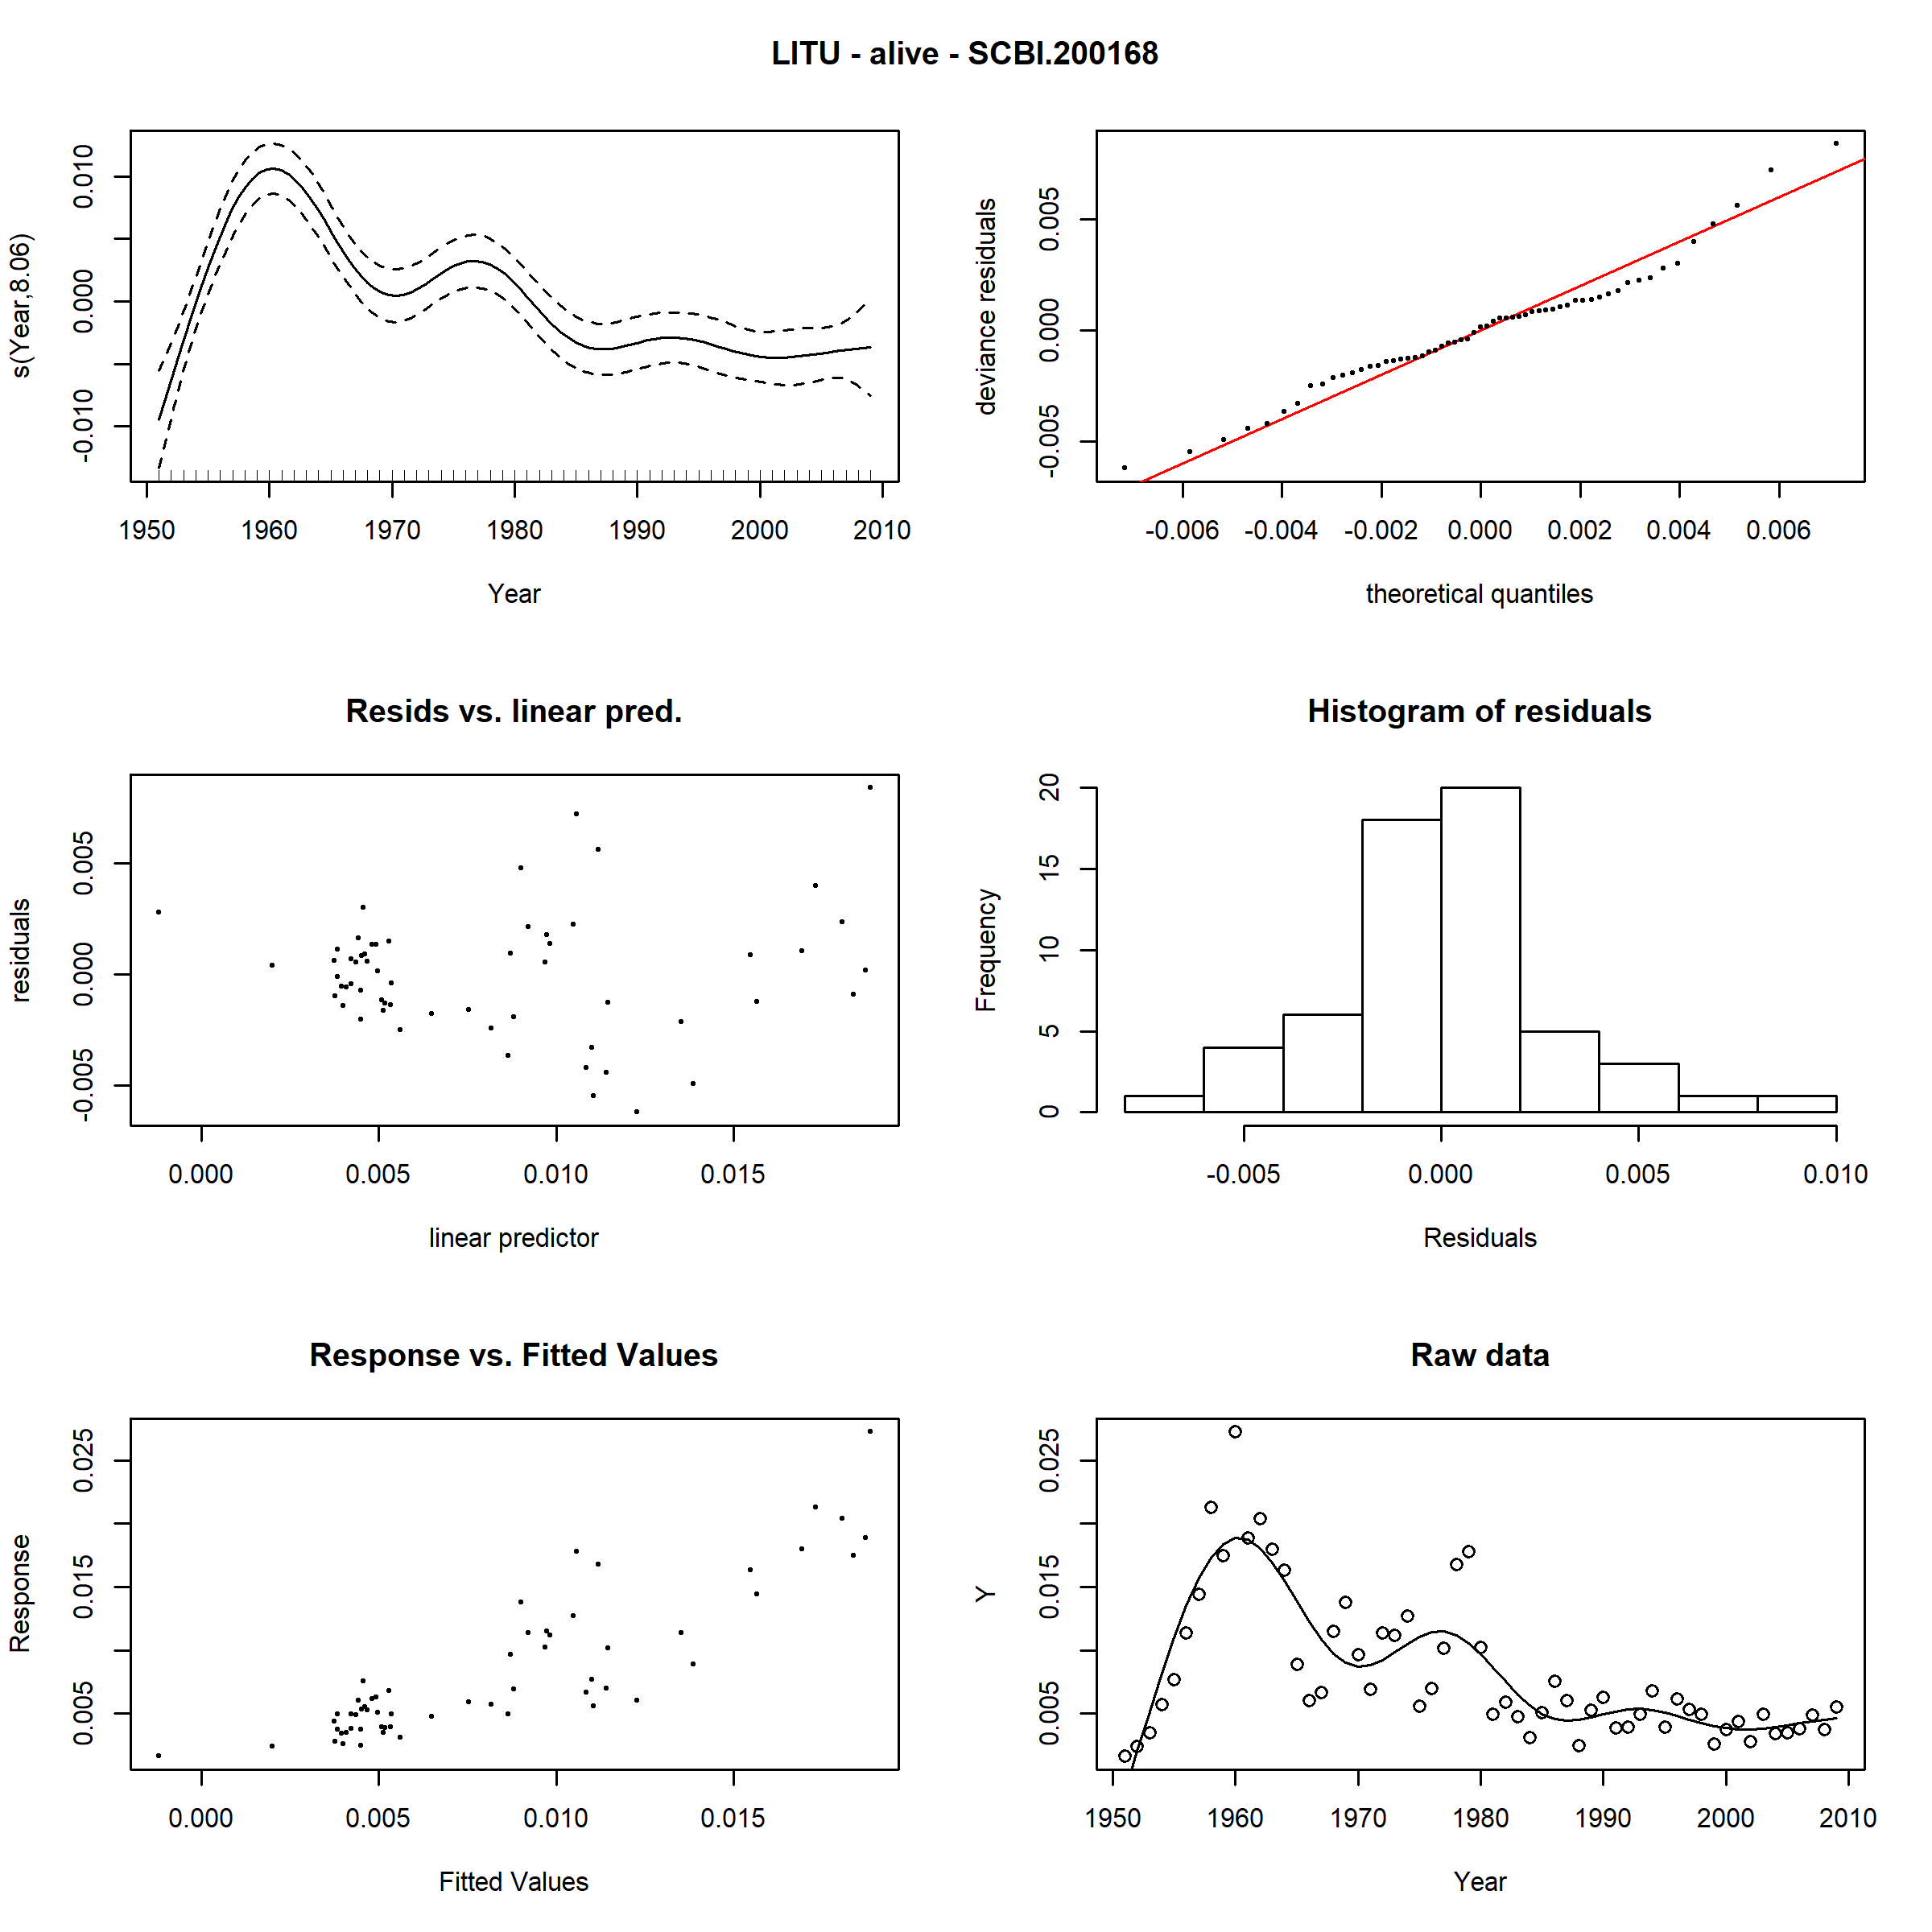 LITU - alive - SCBI.200168
s(Year,8.06)
-0.010 0.000 0.010
1950 1960 1970 1980 1990 2000 2010
Year
deviance residuals
-0.005 0.000 0.005
-0.006 -0.004 -0.002 0.000 0.002 0.004 0.006
theoretical quantiles
Resids vs. linear pred.
residuals
-0.005 0.000 0.005
0.000 0.005 0.010 0.015
linear predictor
Histogram of residuals
Frequency
0 5 10 15 20
-0.005 0.000 0.005 0.010
Residuals
Response vs. Fitted Values
Response
0.005 0.015 0.025
0.000 0.005 0.010 0.015
Fitted Values
Raw data
Y
0.005 0.015 0.025
1950 1960 1970 1980 1990 2000 2010
Year